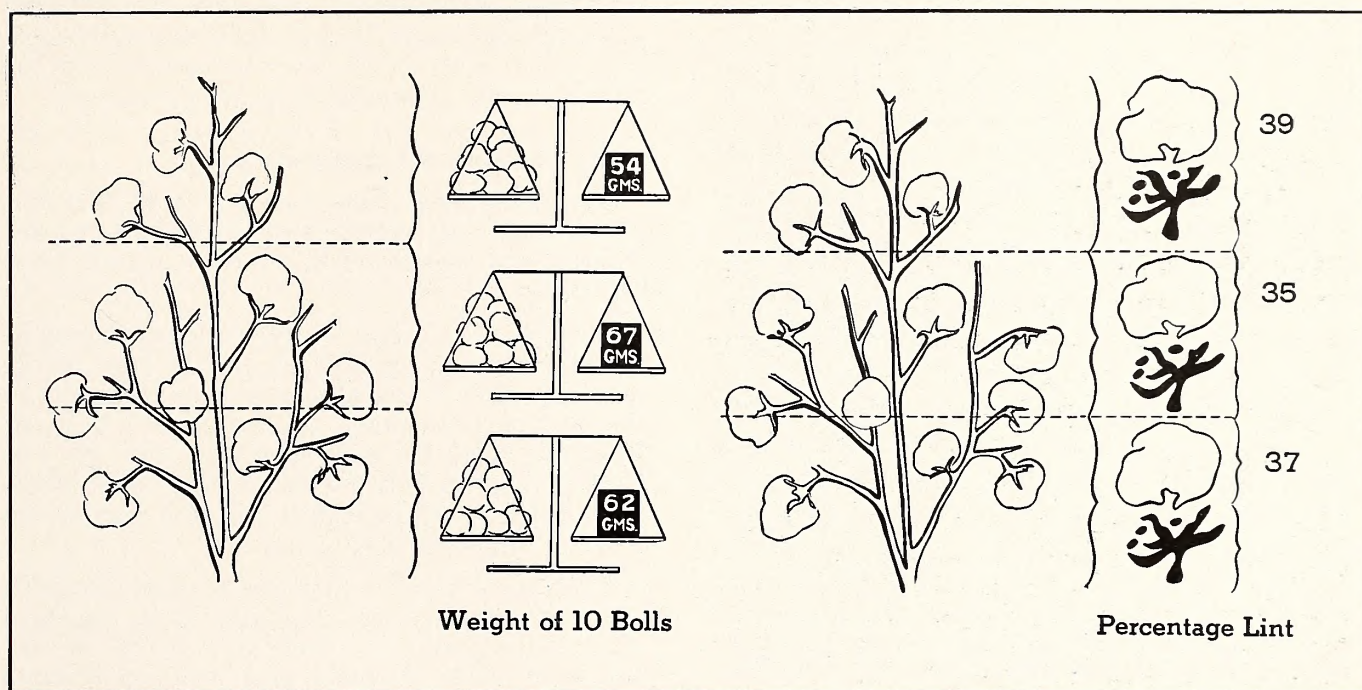 54
GMS.
67
GMS.
62
GMS.
Weight of 10 Bolls
39
35
37
Percentage Lint